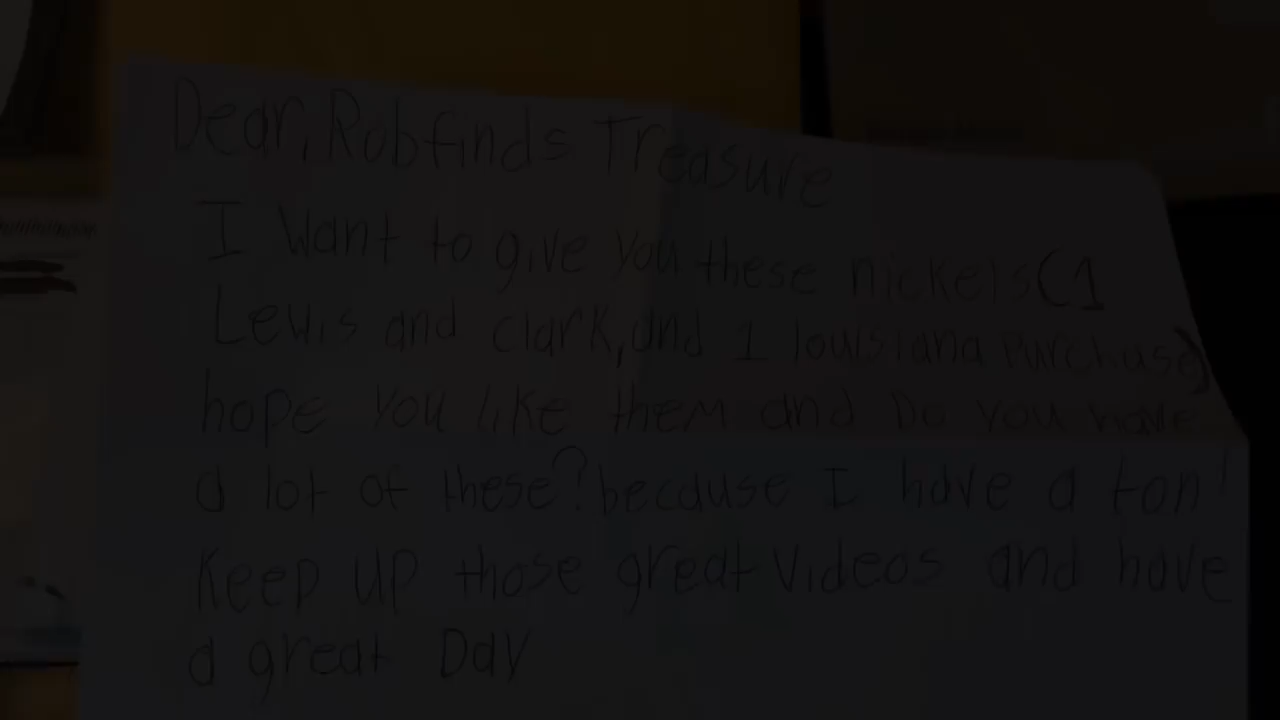 Dear, Robfinds Treasure
I Want to give you these nickels (1
Lewis and clark, and 1 louisiana purchase)
hope you like them and Do you have
a lot of these? because I have a ton!
Keep up those great videos and have
a great Day